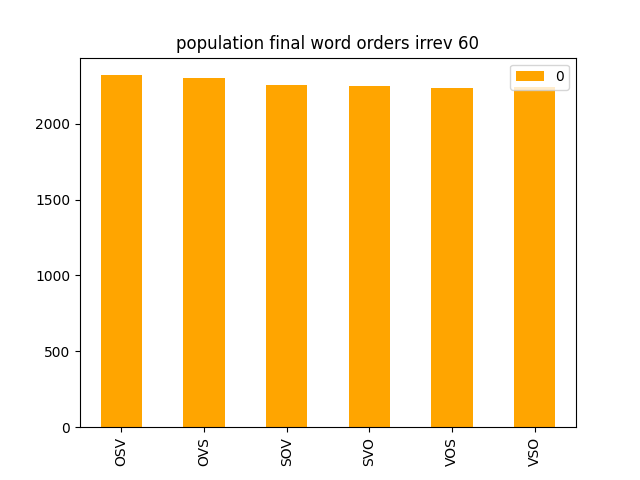 population final word orders irrev 60
0
2000
1500
1000
500
0
OSV
OVS
SOV
SVO
VOS
VSO